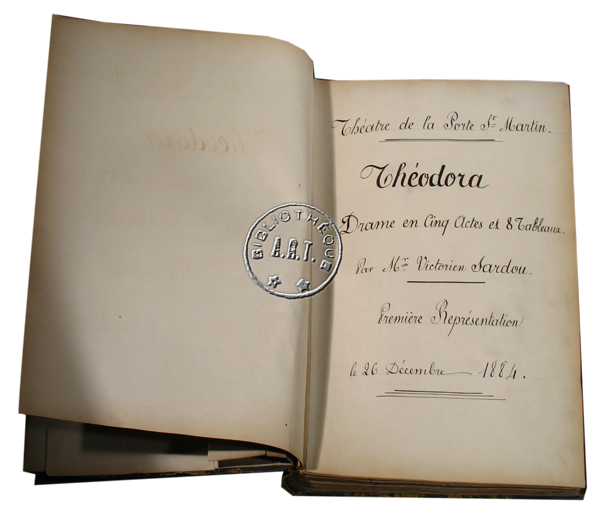 Théâtre de la Porte St Martin.
Théodora
Drame en Cinq Actes et 8 Tableaux.
Par Mr Victorien Sardou.
Première Représentation
le 26 Décembre 1884.
BIBLIOTHÈQUE
A.R.T.